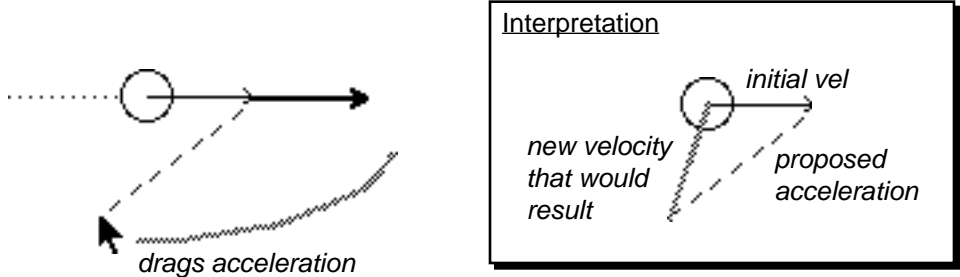 drags acceleration
Interpretation
initial vel
new velocity
that would
result
proposed
acceleration